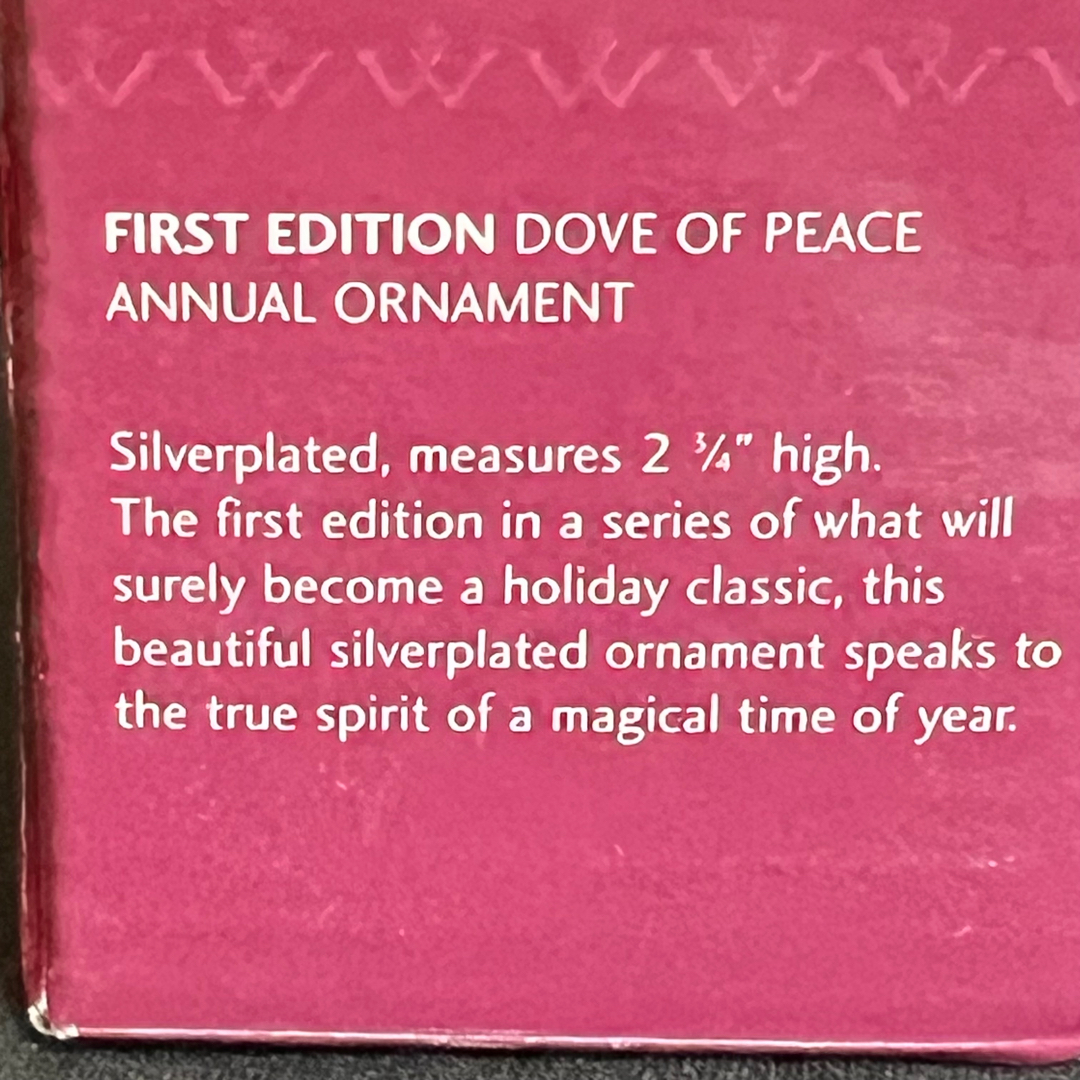 FIRST EDITION DOVE OF PEACE
ANNUAL ORNAMENT
Silverplated, measures 2 ¾" high.
The first edition in a series of what will
surely become a holiday classic, this
beautiful silverplated ornament speaks to
the true spirit of a magical time of year.